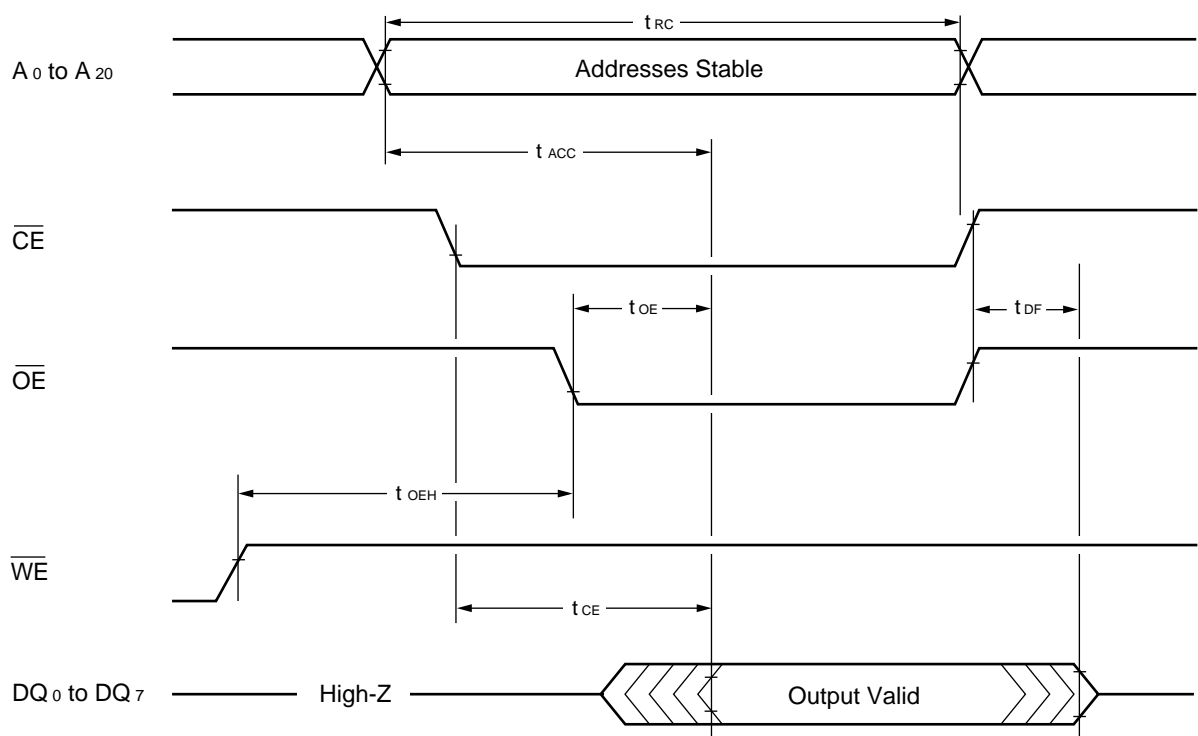 t RC
A 0 to A 20
Addresses Stable
t ACC
CE
t OE
t DF
OE
t OEH
WE
t CE
DQ 0 to DQ 7
High-Z
Output Valid